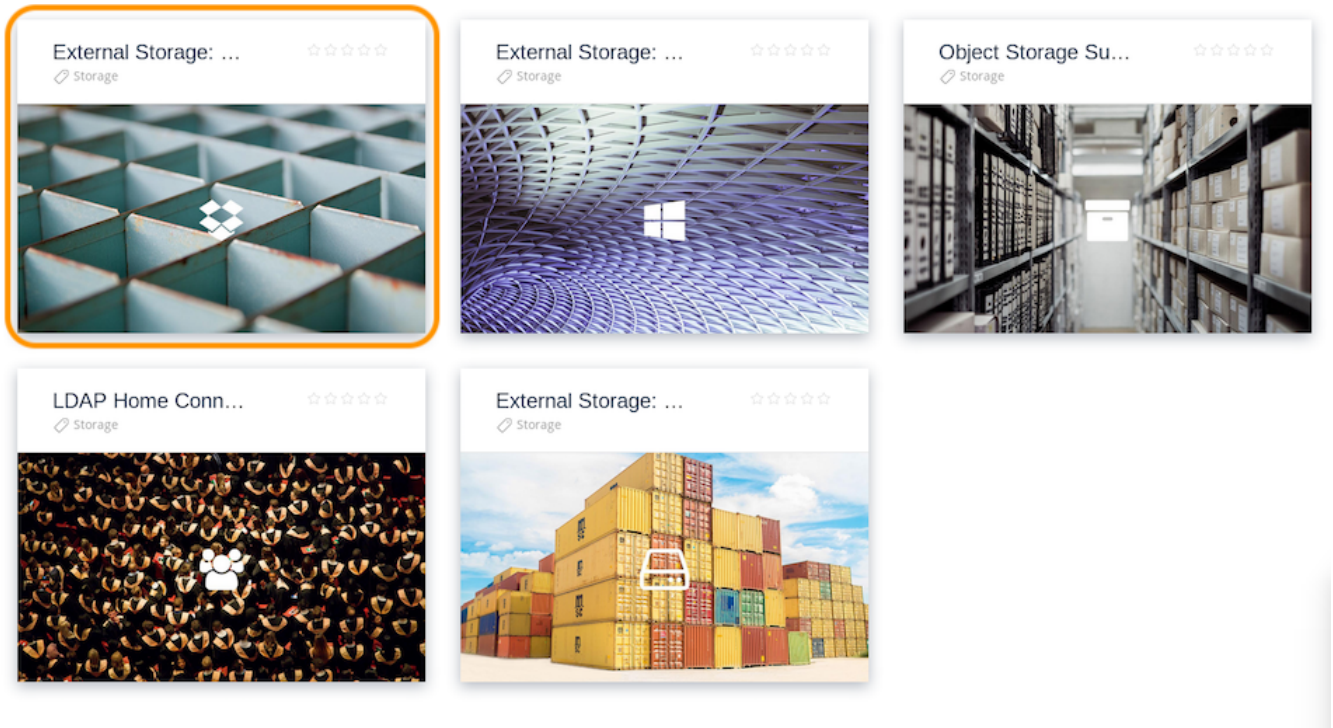 External Storage: ...
Storage
External Storage: ...
Storage
Object Storage Su...
Storage
LDAP Home Conn...
Storage
External Storage: ...
Storage